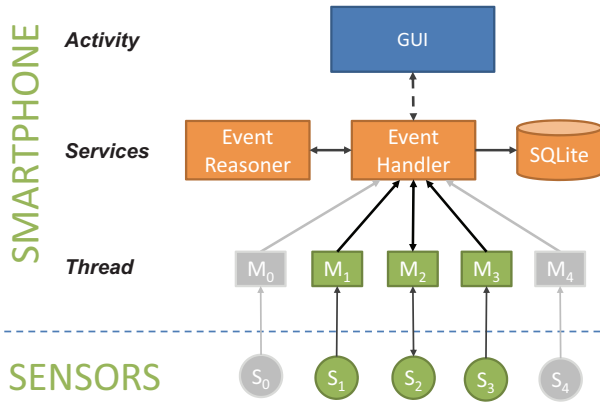 SMARTPHONE
Activity
GUI
Services
Event
Reasoner
Event
Handler
SQLite
Thread
M0
M1
M2
M3
M4
SENSORS
S0
S1
S2
S3
S4